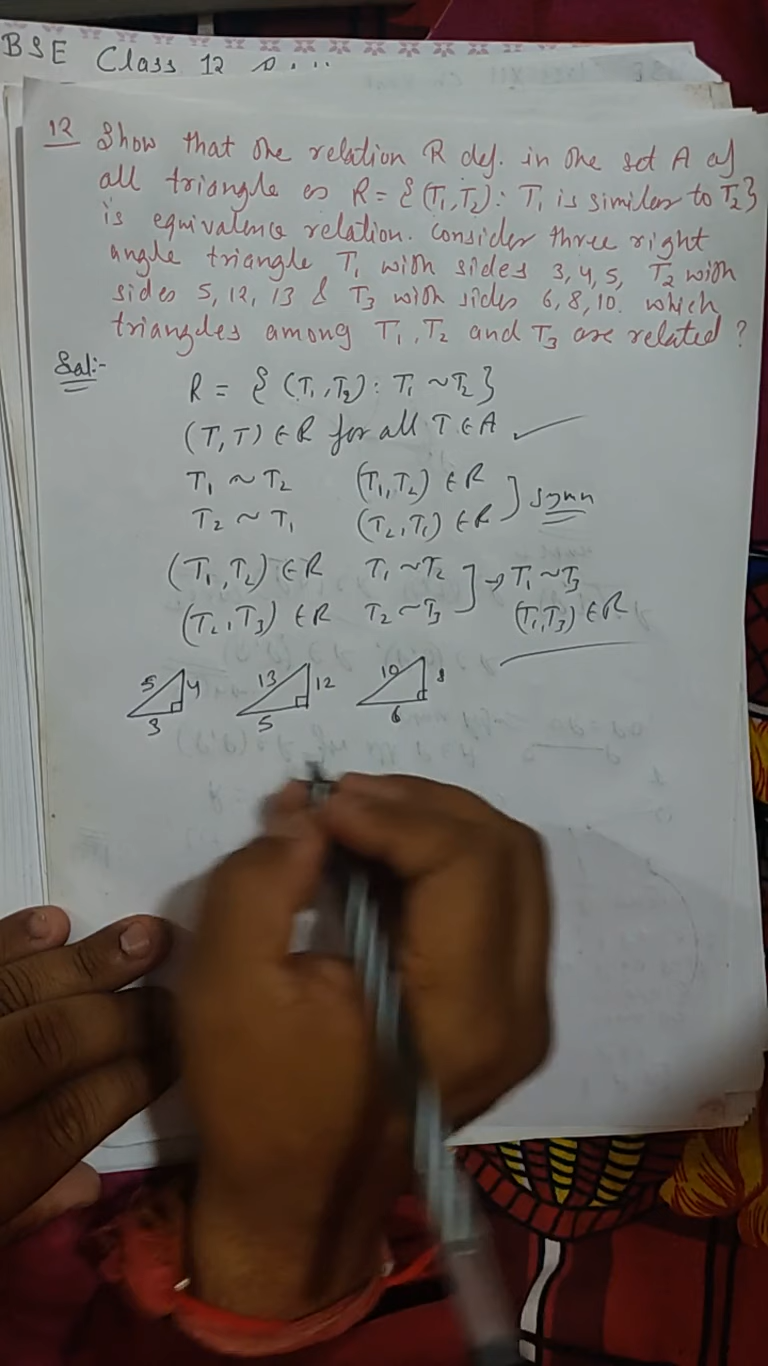 BSE Class 12
12 Show that the relation R def. in the set A of
all triangle as R = {(T₁,T₂): T₁ is similar to T₂}
is equivalence relation. Consider three right
angle triangle T₁ with sides 3, 4, 5, T₂ with
sides 5, 12, 13 & T₃ with sides 6, 8, 10. which
triangles among T₁, T₂ and T₃ are related ?
Sol:-
R = { (T₁,T₂) : T₁ ~ T₂ }
(T,T) ∈ R for all T ∈ A ✓
T₁ ~ T₂ (T₁,T₂) ∈ R
T₂ ~ T₁ (T₂,T₁) ∈ R ] symm
(T₁,T₂) ∈ R T₁ ~ T₂ ] → T₁ ~ T₃
(T₂,T₃) ∈ R T₂ ~ T₃ (T₁,T₃) ∈ R
5 4 13 12 10 8
3 5 6